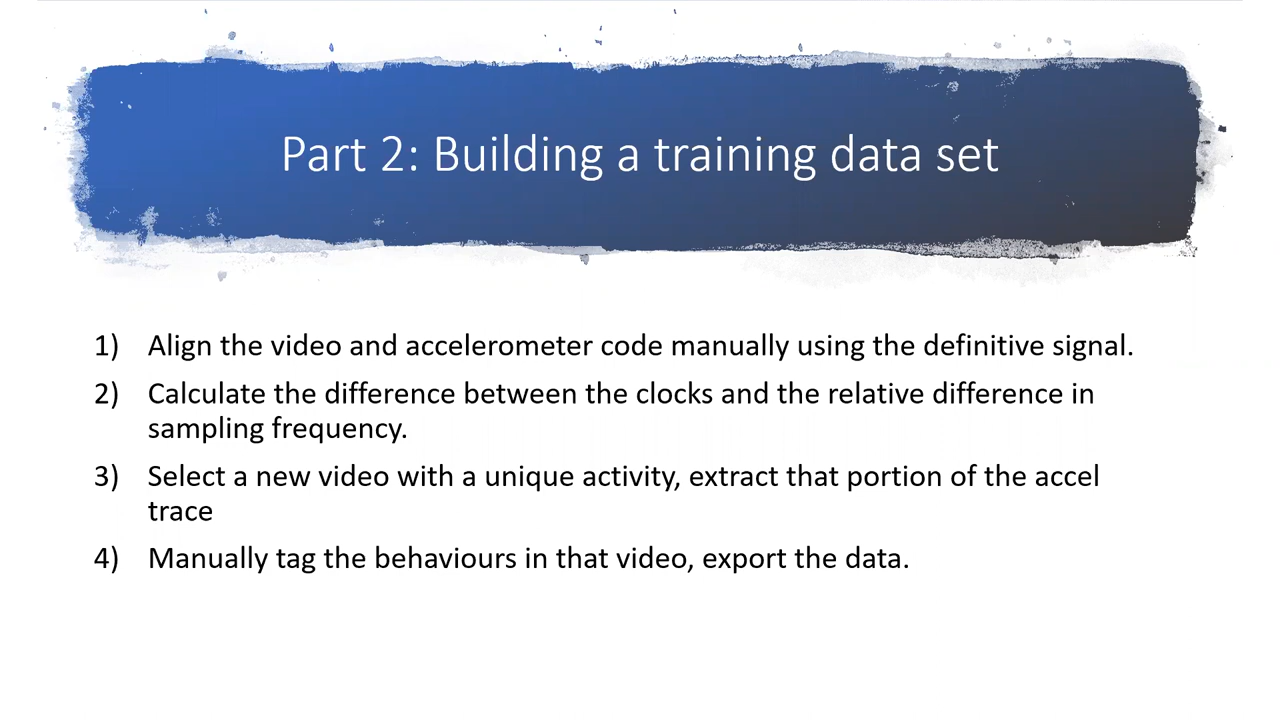 Part 2: Building a training data set
1) Align the video and accelerometer code manually using the definitive signal.
2) Calculate the difference between the clocks and the relative difference in
sampling frequency.
3) Select a new video with a unique activity, extract that portion of the accel
trace
4) Manually tag the behaviours in that video, export the data.